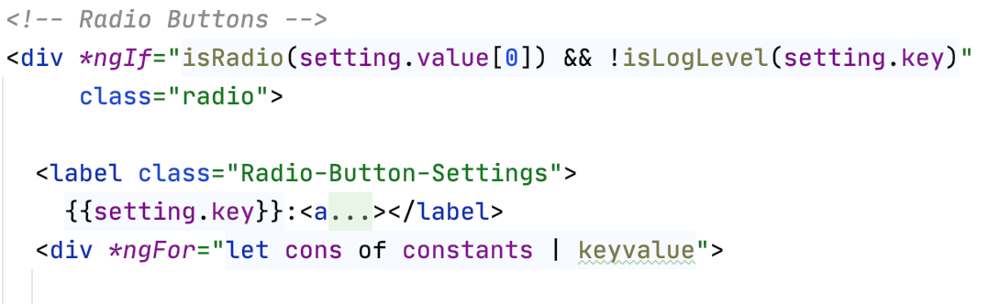 <!-- Radio Buttons -->
<div *ngIf="isRadio(setting.value[0]) && !isLogLevel(setting.key)"
class="radio">
<label class="Radio-Button-Settings">
{{setting.key}}:<a...></label>
<div *ngFor="let cons of constants | keyvalue">